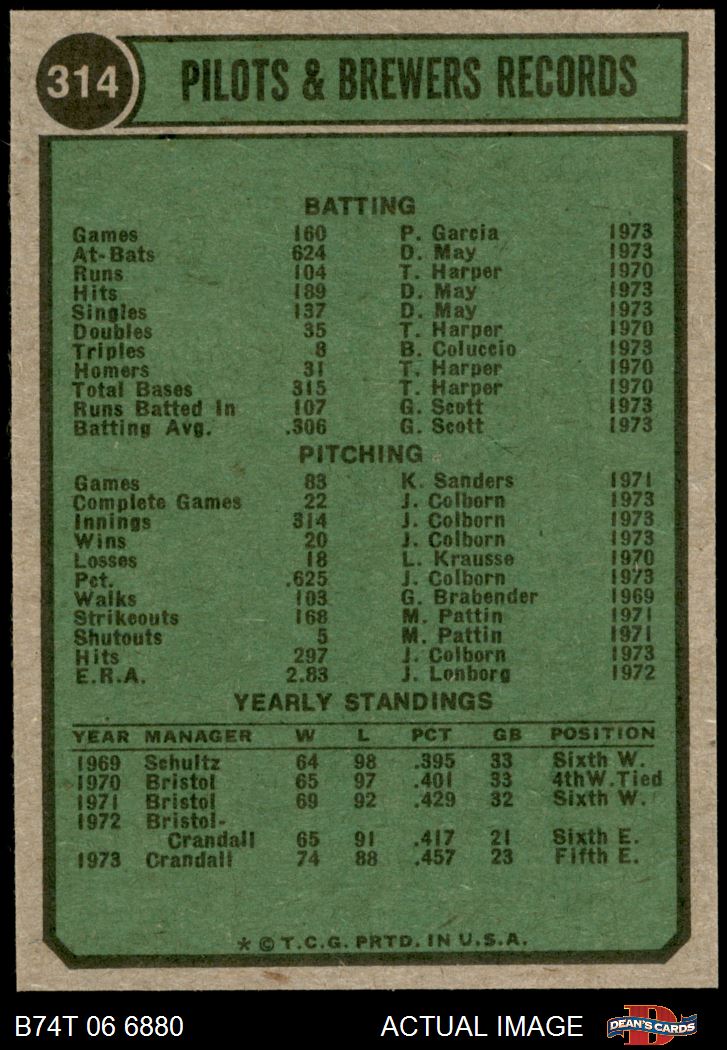 314
PILOTS & BREWERS RECORDS
BATTING
Games 160 P. Garcia 1973
At-Bats 624 D. May 1973
Runs 104 T. Harper 1970
Hits 189 D. May 1973
Singles 137 D. May 1973
Doubles 35 T. Harper 1970
Triples 8 B. Coluccio 1973
Homers 31 T. Harper 1970
Total Bases 315 T. Harper 1970
Runs Batted In 107 G. Scott 1973
Batting Avg. .306 G. Scott 1973
PITCHING
Games 83 K. Sanders 1971
Complete Games 22 J. Colborn 1973
Innings 314 J. Colborn 1973
Wins 20 J. Colborn 1973
Losses 18 L. Krausse 1970
Pct. .625 J. Colborn 1973
Walks 103 G. Brabender 1969
Strikeouts 168 M. Pattin 1971
Shutouts 5 M. Pattin 1971
Hits 297 J. Colborn 1973
E.R.A. 2.83 J. Lonborg 1972
YEARLY STANDINGS
YEAR MANAGER W L PCT GB POSITION
1969 Schultz 64 98 .395 33 Sixth W.
1970 Bristol 65 97 .401 33 4thW.Tied
1971 Bristol 69 92 .429 32 Sixth W.
1972 Bristol-
Crandall 65 91 .417 21 Sixth E.
1973 Crandall 74 88 .457 23 Fifth E.
* © T.C.G. PRTD. IN U.S.A.
B74T 06 6880 ACTUAL IMAGE D DEAN'S CARDS